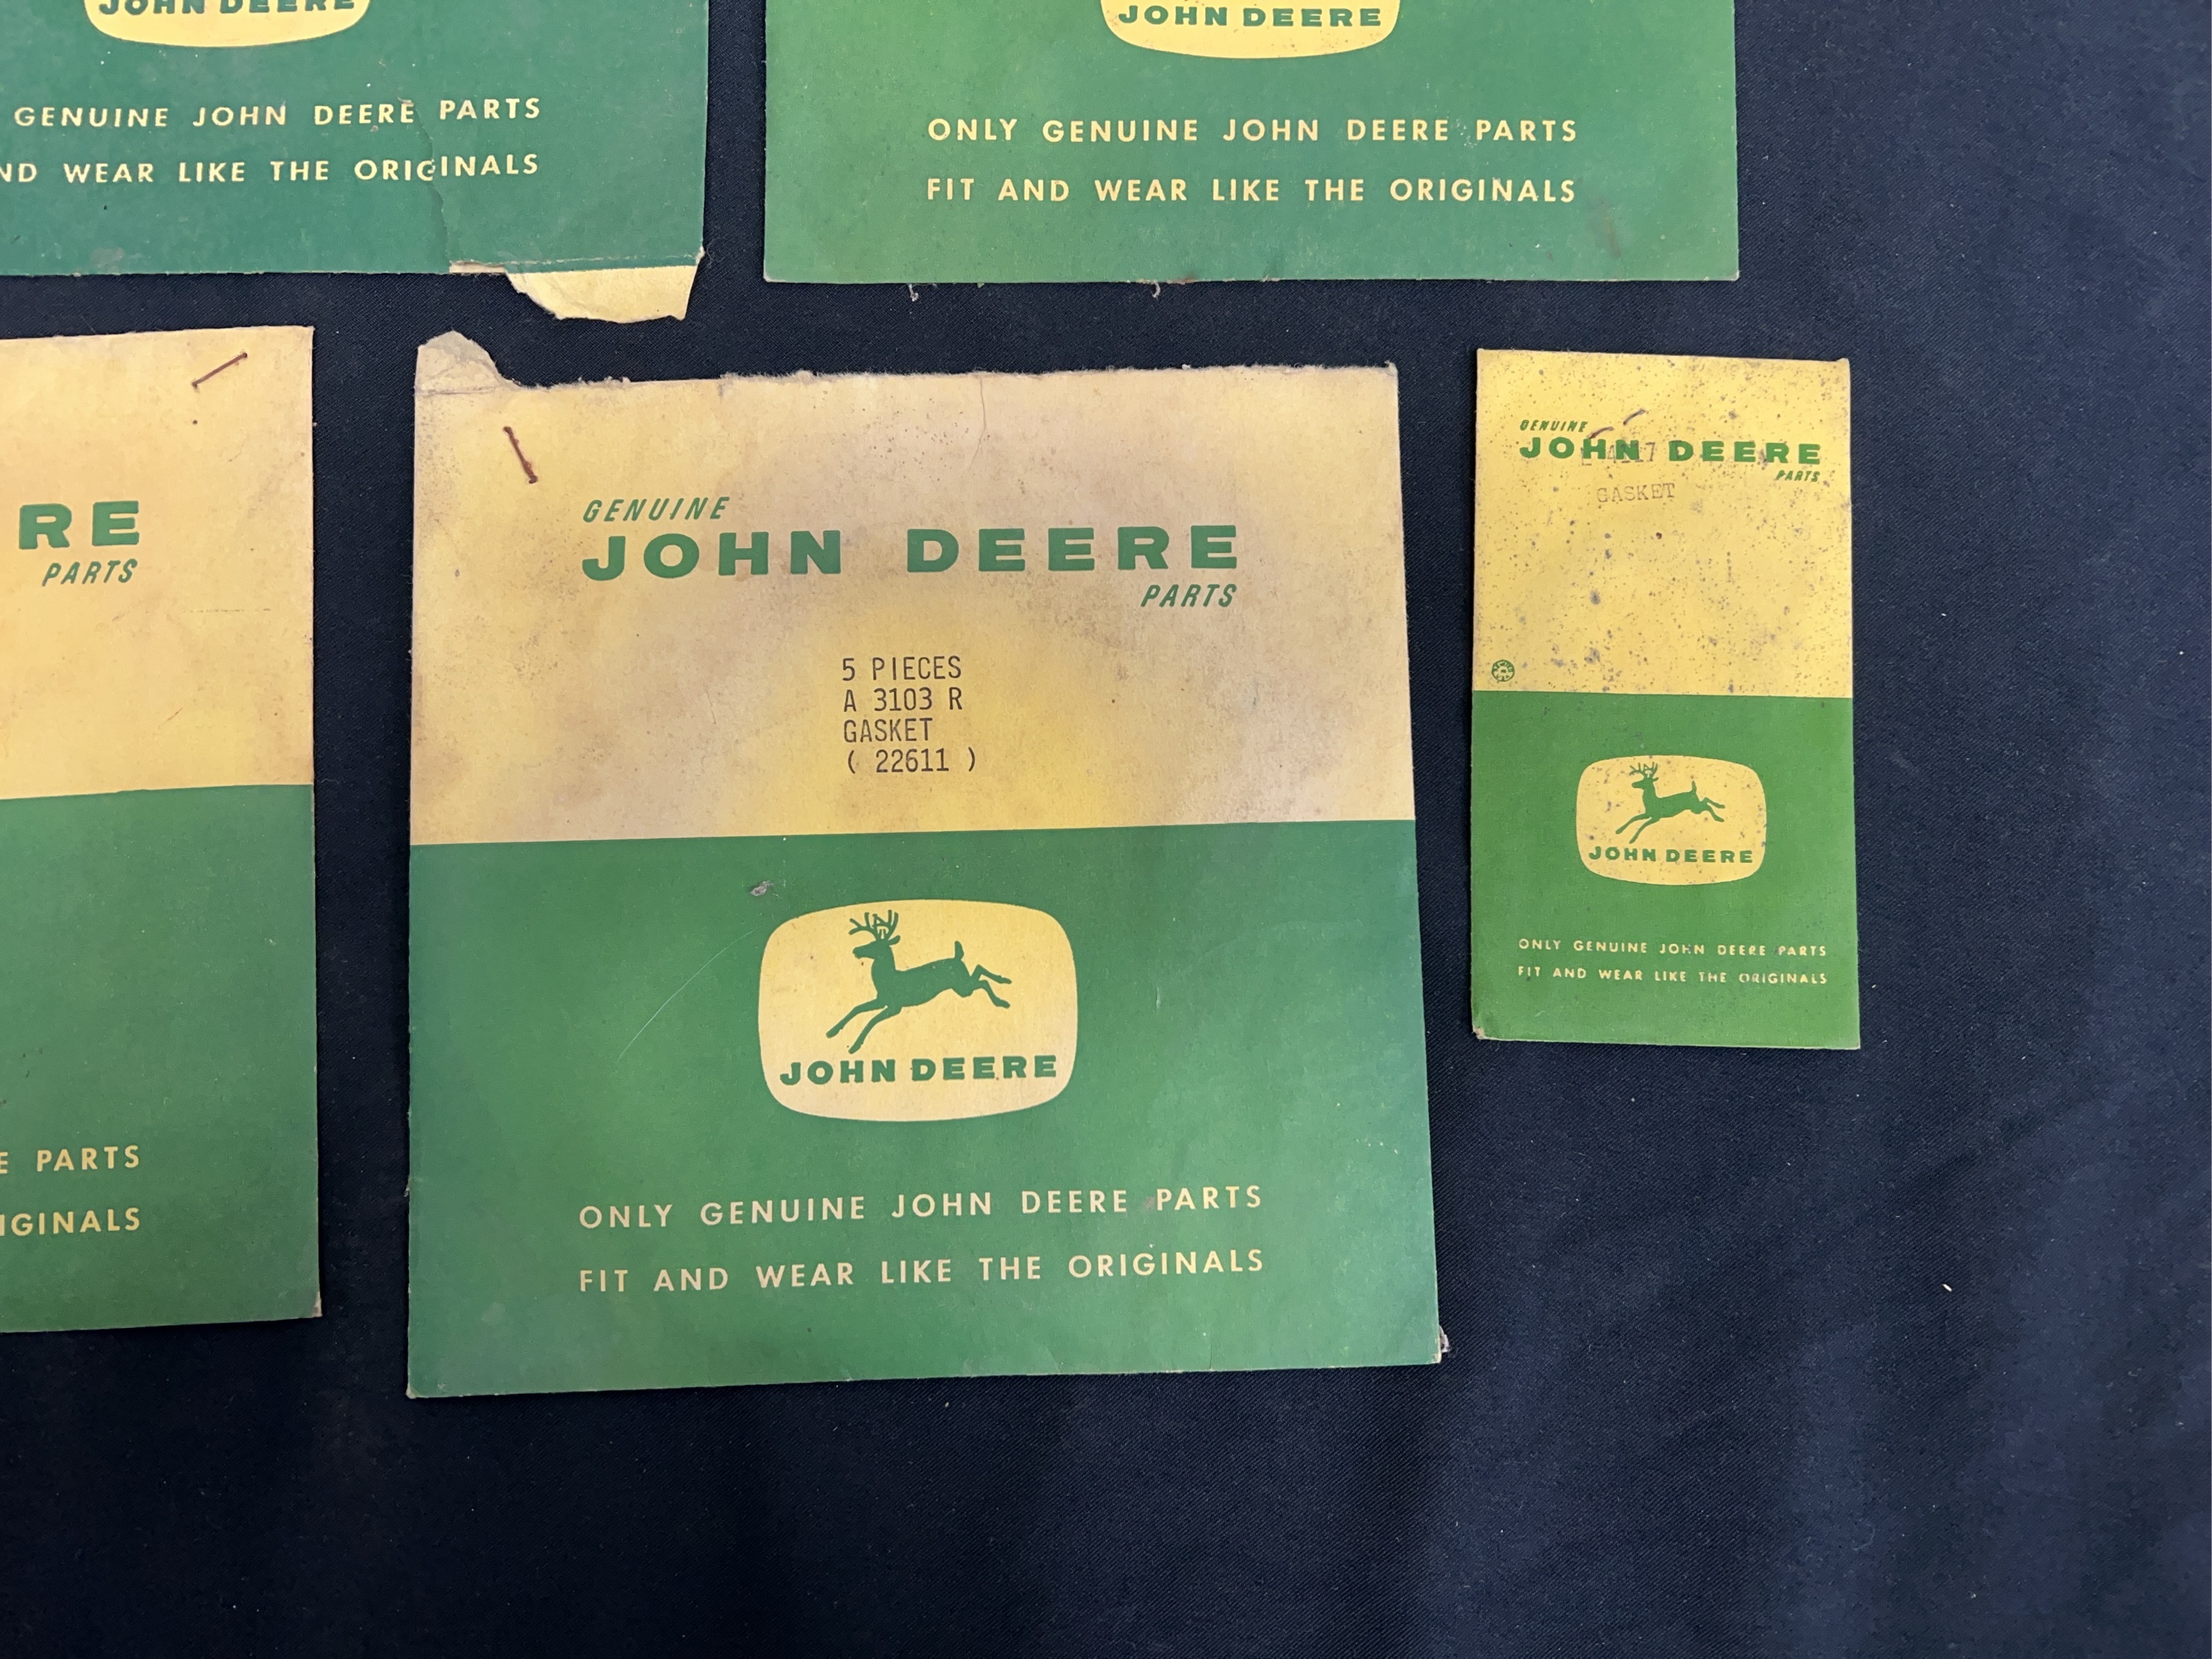 JOHN DEERE
GENUINE JOHN DEERE PARTS
ND WEAR LIKE THE ORIGINALS
JOHN DEERE
ONLY GENUINE JOHN DEERE PARTS
FIT AND WEAR LIKE THE ORIGINALS
RE
PARTS
E PARTS
IGINALS
GENUINE
JOHN DEERE
PARTS
5 PIECES
A 3103 R
GASKET
( 22611 )
JOHN DEERE
ONLY GENUINE JOHN DEERE PARTS
FIT AND WEAR LIKE THE ORIGINALS
GENUINE
JOHN DEERE
PARTS
GASKET
JOHN DEERE
ONLY GENUINE JOHN DEERE PARTS
FIT AND WEAR LIKE THE ORIGINALS